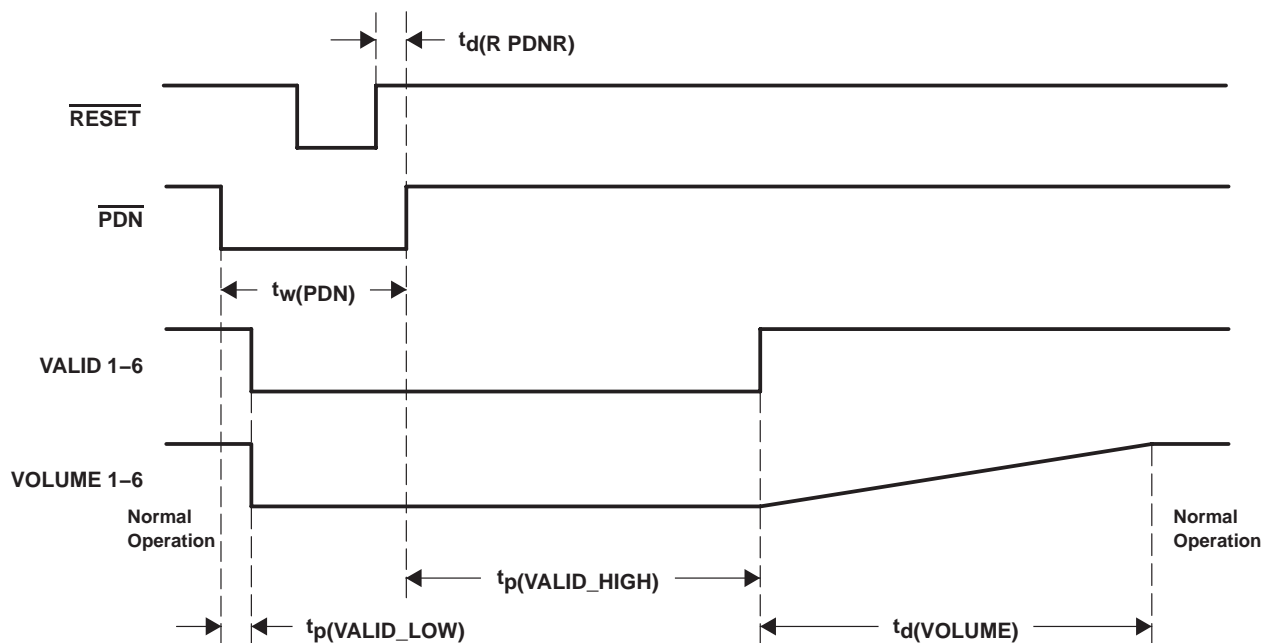 td(R PDNR)
RESET
PDN
tw(PDN)
VALID 1–6
VOLUME 1–6
Normal
Operation
Normal
Operation
tp(VALID_HIGH)
tp(VALID_LOW)
td(VOLUME)